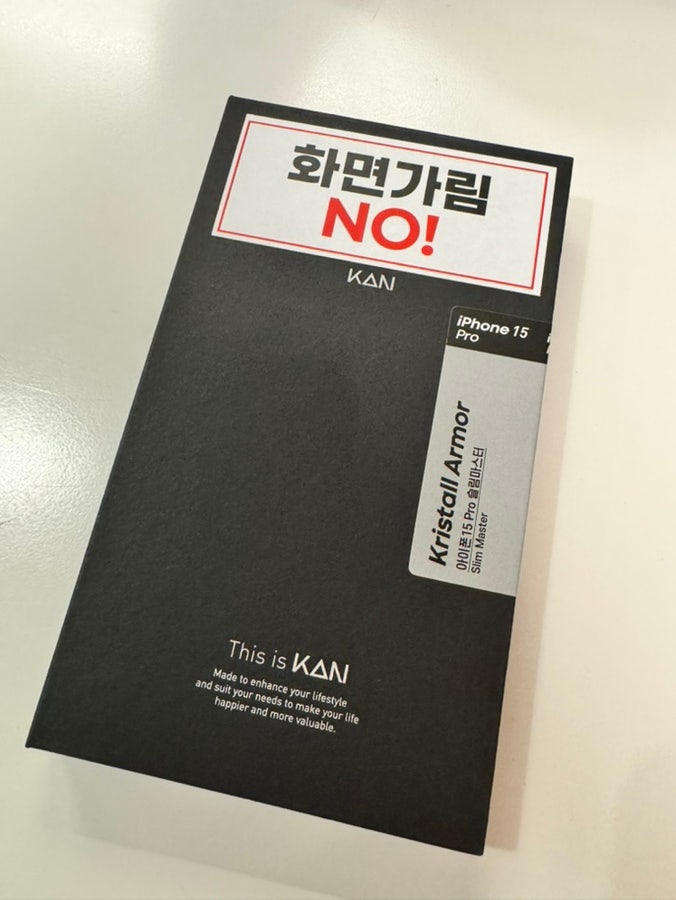 화면가림
NO!
KAN
iPhone 15
Pro
Kristall Armor
아이폰15 Pro 슬림마스터
Slim Master
This is KAN
Made to enhance your lifestyle
and suit your needs to make your life
happier and more valuable.